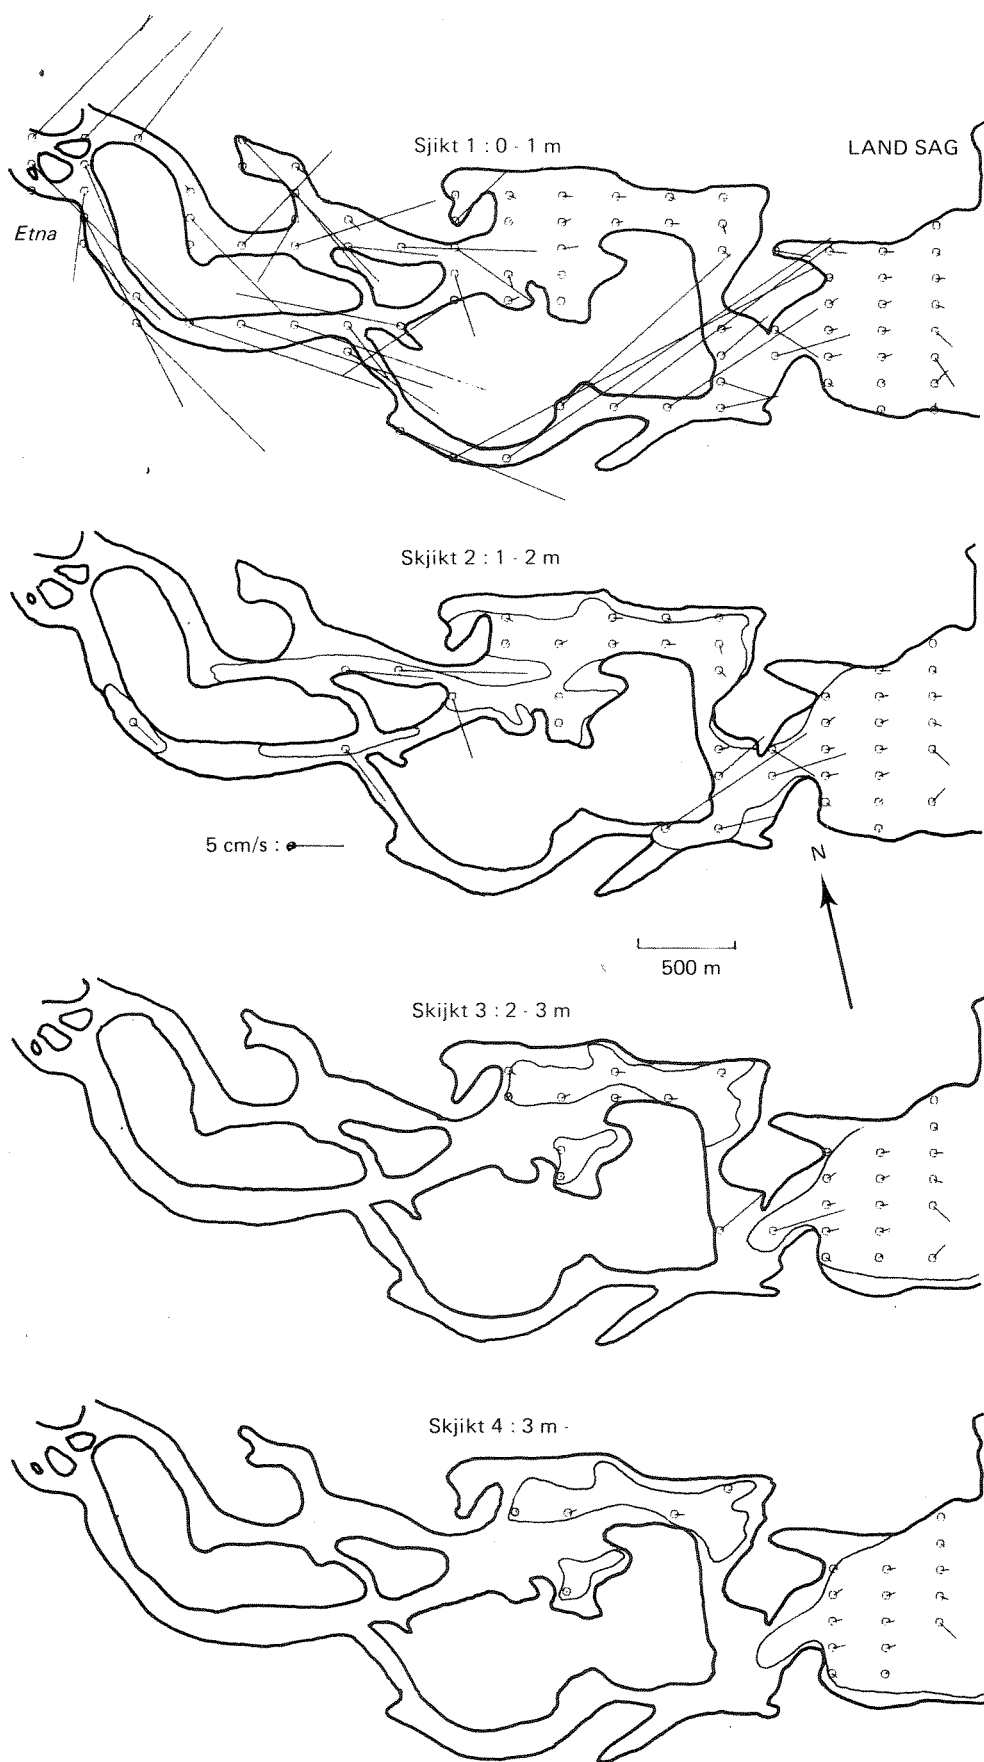 Sjikt 1 : 0 - 1 m
LAND SAG
Etna
Skjikt 2 : 1 - 2 m
5 cm/s :
N
500 m
Skijkt 3 : 2 - 3 m
Skjikt 4 : 3 m -